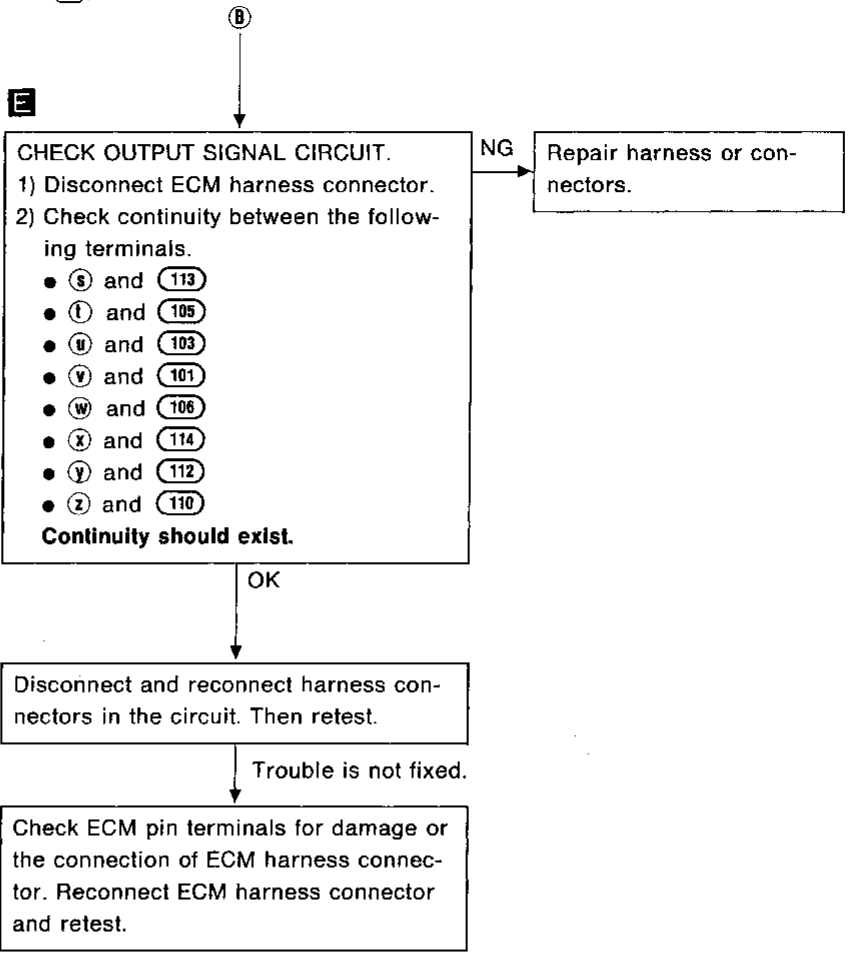 B
E
CHECK OUTPUT SIGNAL CIRCUIT.
1) Disconnect ECM harness connector.
2) Check continuity between the follow-
ing terminals.
● s and 113
● t and 105
● u and 103
● v and 101
● w and 106
● x and 114
● y and 112
● z and 110
Continuity should exist.
NG
Repair harness or con-
nectors.
OK
Disconnect and reconnect harness con-
nectors in the circuit. Then retest.
Trouble is not fixed.
Check ECM pin terminals for damage or
the connection of ECM harness connec-
tor. Reconnect ECM harness connector
and retest.